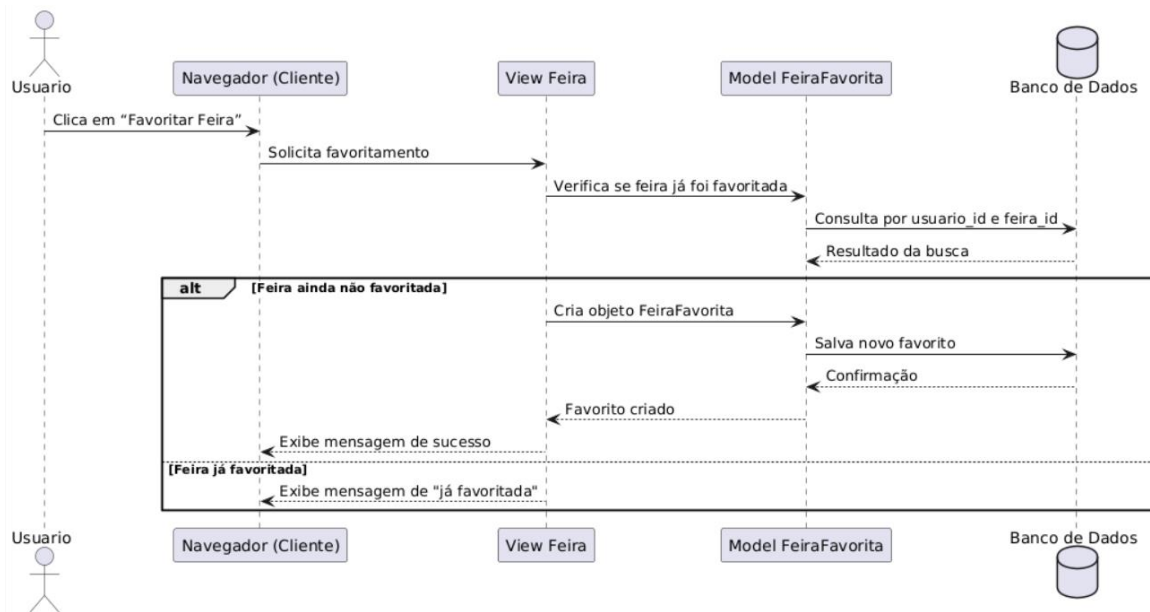 Usuario
Navegador (Cliente)
View Feira
Model FeiraFavorita
Banco de Dados
Clica em “Favoritar Feira”
Solicita favoritamento
Verifica se feira já foi favoritada
Consulta por usuario_id e feira_id
Resultado da busca
alt
[Feira ainda não favoritada]
Cria objeto FeiraFavorita
Salva novo favorito
Confirmação
Favorito criado
Exibe mensagem de sucesso
[Feira já favoritada]
Exibe mensagem de "já favoritada"
Usuario
Navegador (Cliente)
View Feira
Model FeiraFavorita
Banco de Dados